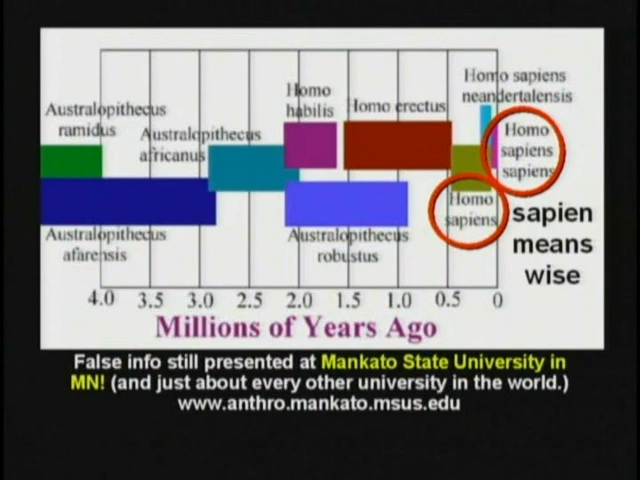 Homo sapiens
neandertalensis
Homo
habilis
Homo erectus
Australopithecus
ramidus
Australopithecus
africanus
Homo
sapiens
sapiens
Homo
sapiens
sapien
means
wise
Australopithecus
afarensis
Australopithecus
robustus
4.0 3.5 3.0 2.5 2.0 1.5 1.0 0.5 0
Millions of Years Ago
False info still presented at Mankato State University in
MN! (and just about every other university in the world.)
www.anthro.mankato.msus.edu